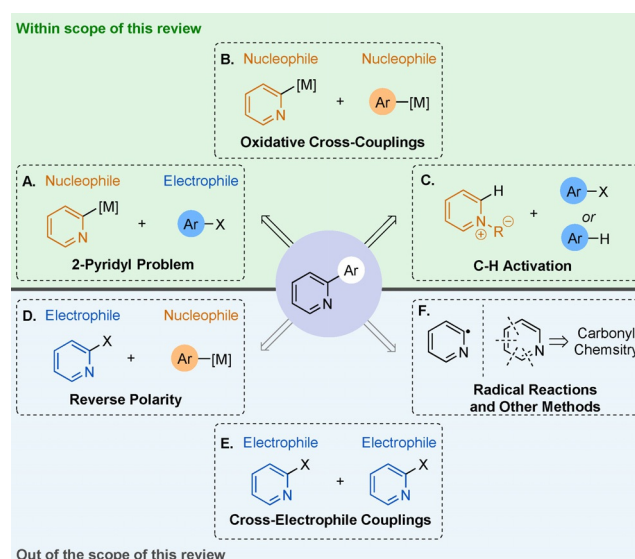 Within scope of this review
B. Nucleophile Nucleophile
[M]
N + Ar [M]
Oxidative Cross-Couplings
A. Nucleophile Electrophile
[M]
N + Ar X
2-Pyridyl Problem
C.
H
N R + Ar X
or
Ar H
C-H Activation
Ar
N
D. Electrophile Nucleophile
X
N + Ar [M]
Reverse Polarity
F.
N N ⇒ Carbonyl
Chemsitry
Radical Reactions
and Other Methods
E. Electrophile Electrophile
X X
N + N
Cross-Electrophile Couplings
Out of the scope of this review